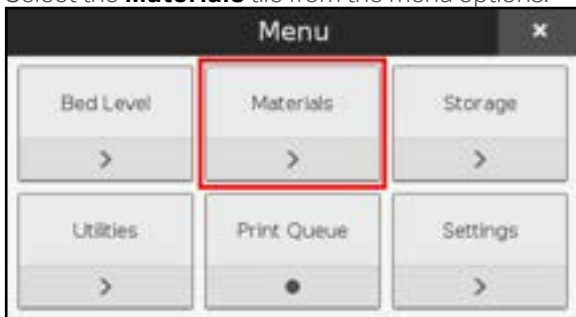 Select the Materials tile from the menu options.
Menu ×
Bed Level Materials Storage
> > >
Utilities Print Queue Settings
> ● >